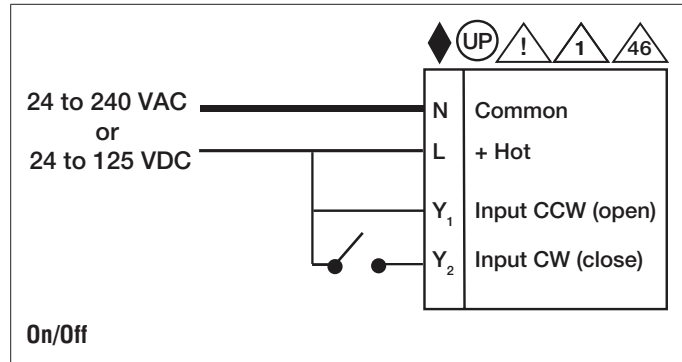 UP ! 1 46
24 to 240 VAC
or
24 to 125 VDC
N Common
L + Hot
Y₁ Input CCW (open)
Y₂ Input CW (close)
On/Off